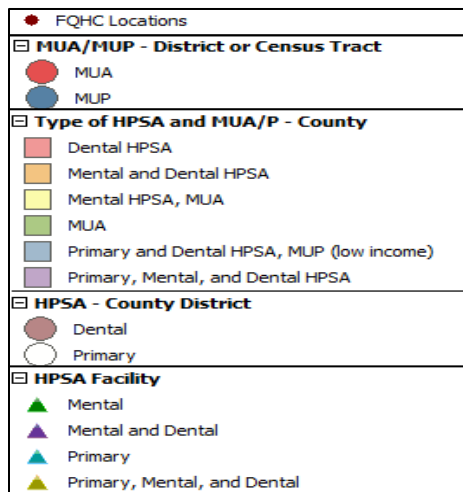 FQHC Locations
MUA/MUP - District or Census Tract
MUA
MUP
Type of HPSA and MUA/P - County
Dental HPSA
Mental and Dental HPSA
Mental HPSA, MUA
MUA
Primary and Dental HPSA, MUP (low income)
Primary, Mental, and Dental HPSA
HPSA - County District
Dental
Primary
HPSA Facility
Mental
Mental and Dental
Primary
Primary, Mental, and Dental